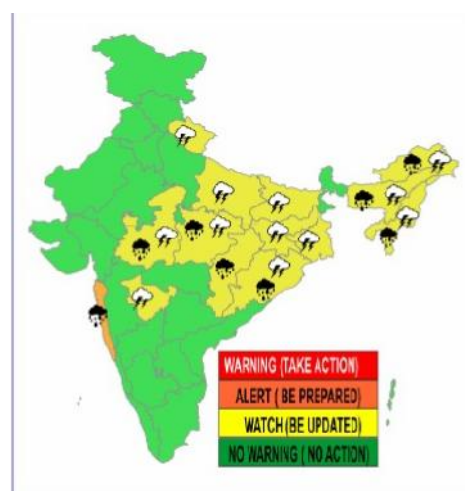 WARNING (TAKE ACTION)
ALERT ( BE PREPARED)
WATCH (BE UPDATED)
NO WARNING ( NO ACTION)